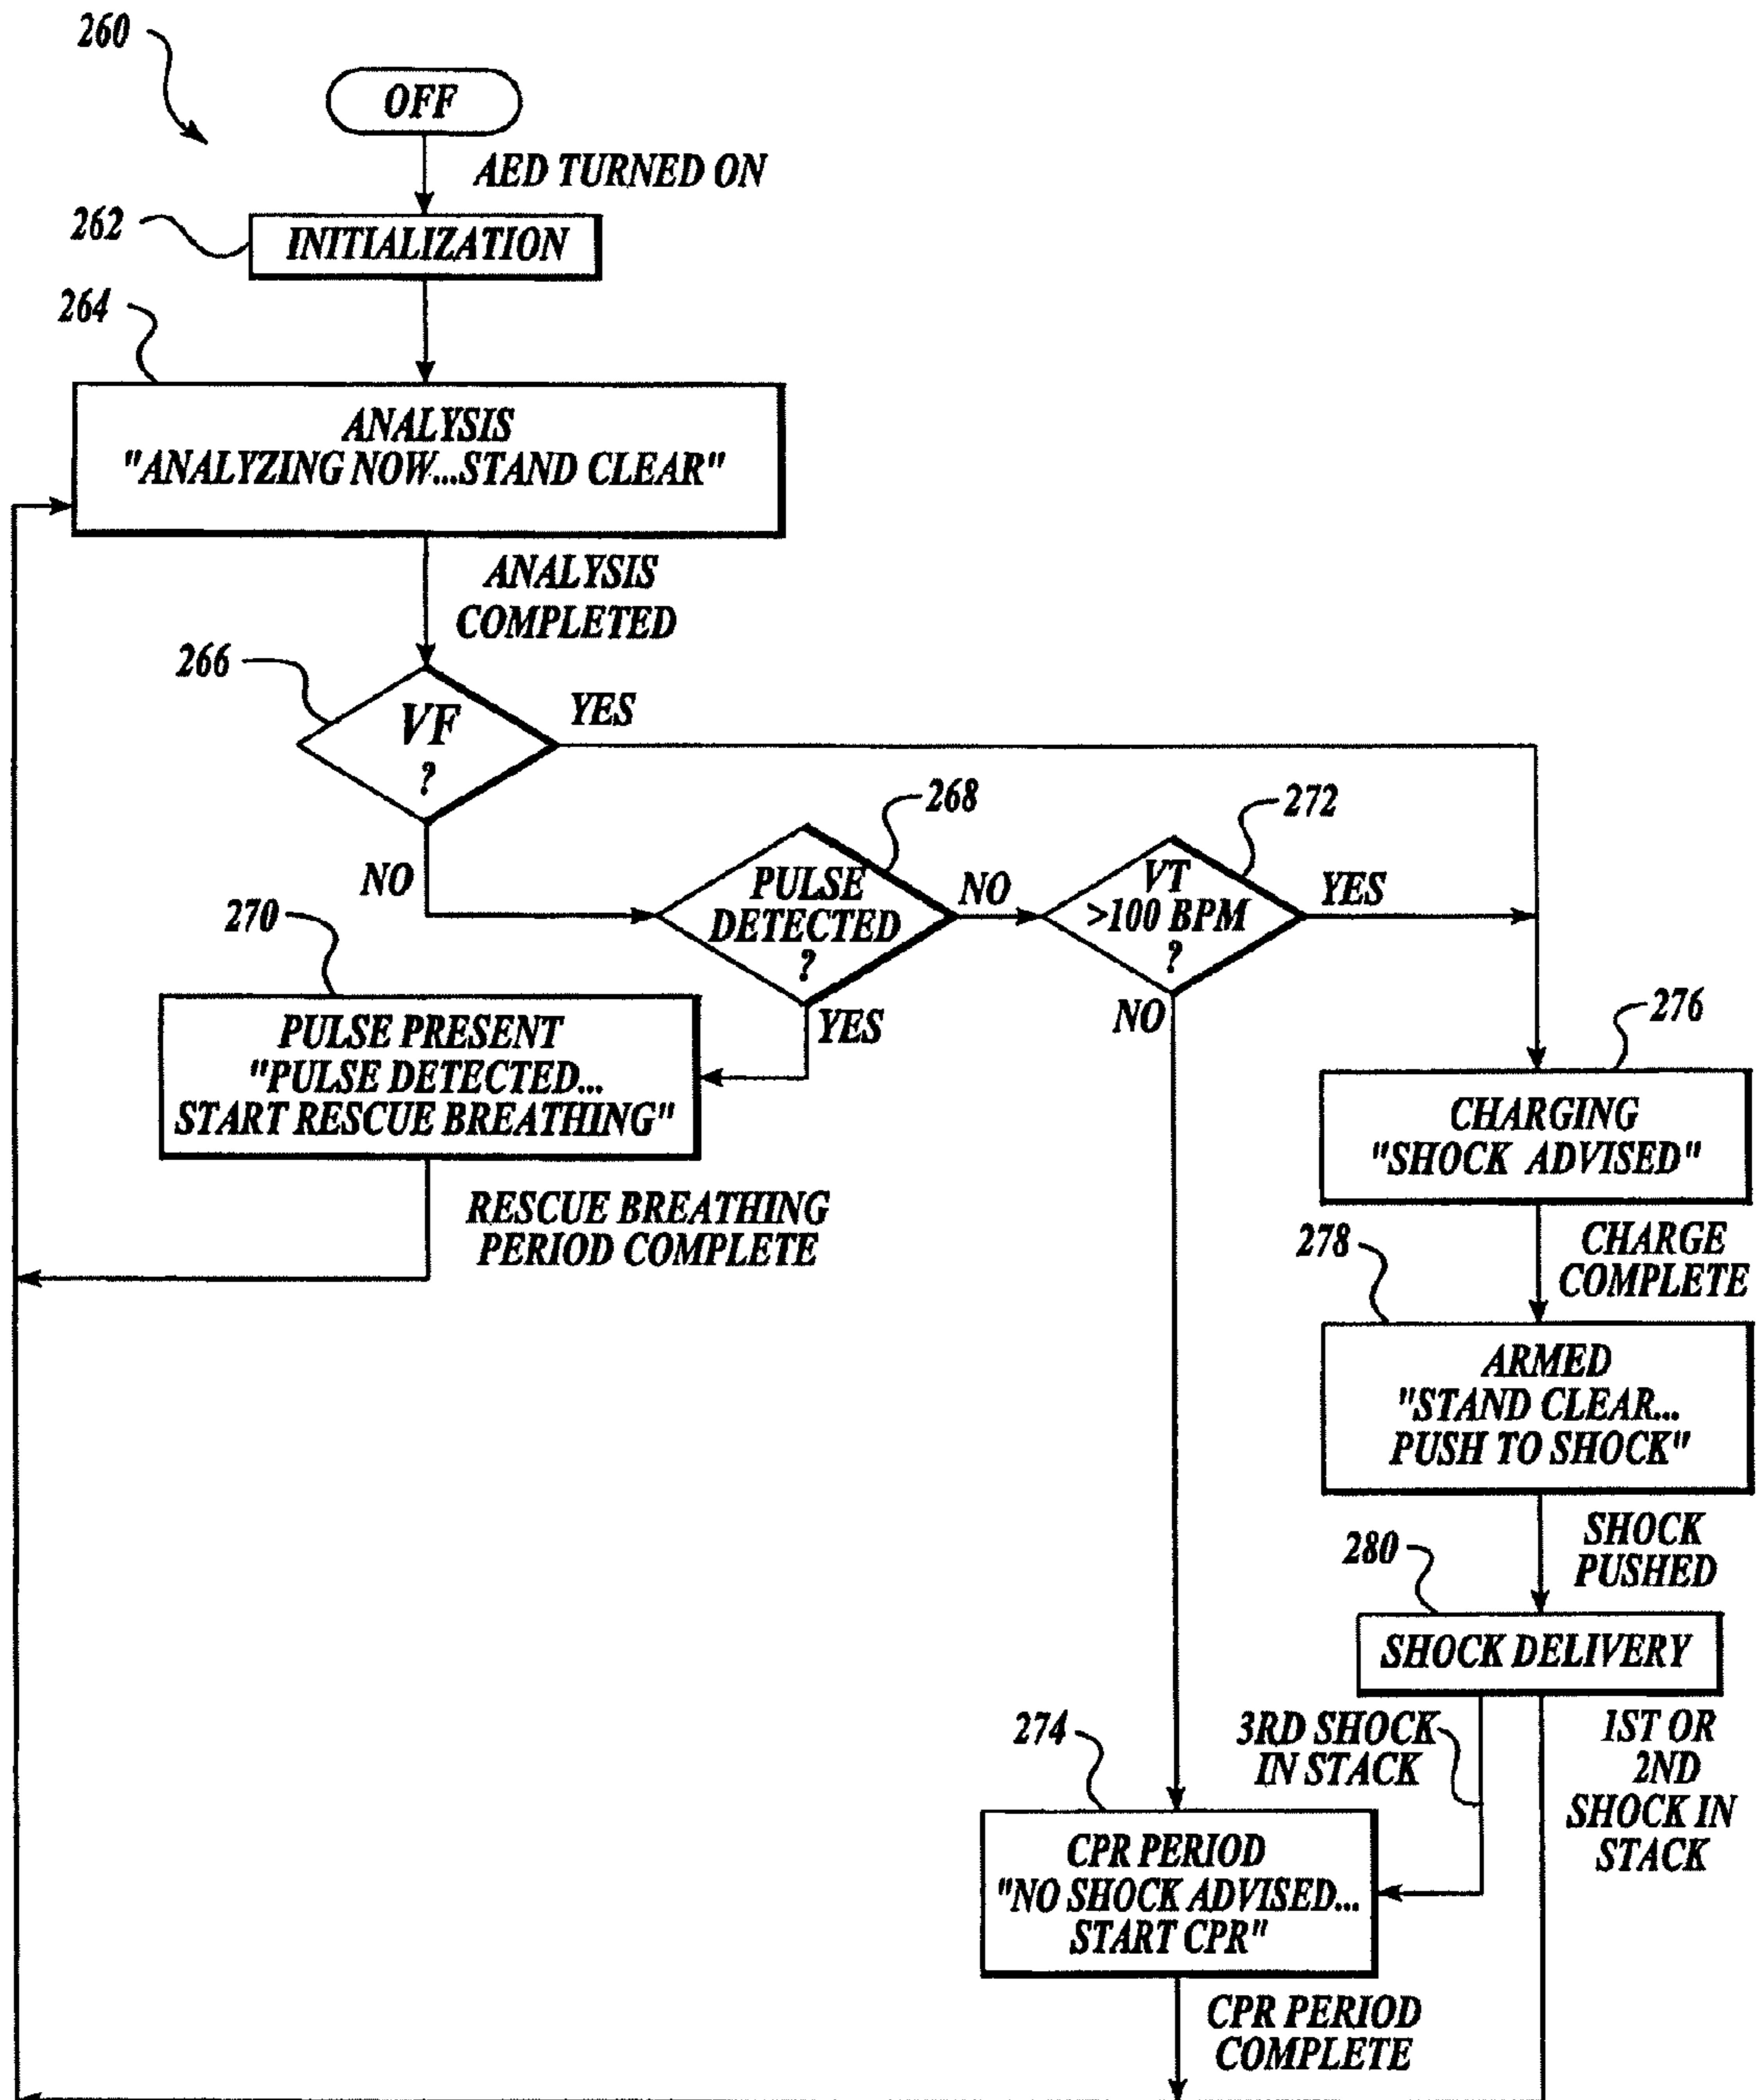 260
OFF
AED TURNED ON
262
INITIALIZATION
264
ANALYSIS
"ANALYZING NOW...STAND CLEAR"
ANALYSIS
COMPLETED
266
VF
?
YES
NO
268
PULSE
DETECTED
?
NO
YES
272
VT
>100 BPM
?
YES
NO
270
PULSE PRESENT
"PULSE DETECTED...
START RESCUE BREATHING"
RESCUE BREATHING
PERIOD COMPLETE
276
CHARGING
"SHOCK ADVISED"
CHARGE
COMPLETE
278
ARMED
"STAND CLEAR...
PUSH TO SHOCK"
SHOCK
PUSHED
280
SHOCK DELIVERY
3RD SHOCK
IN STACK
1ST OR
2ND
SHOCK IN
STACK
274
CPR PERIOD
"NO SHOCK ADVISED...
START CPR"
CPR PERIOD
COMPLETE